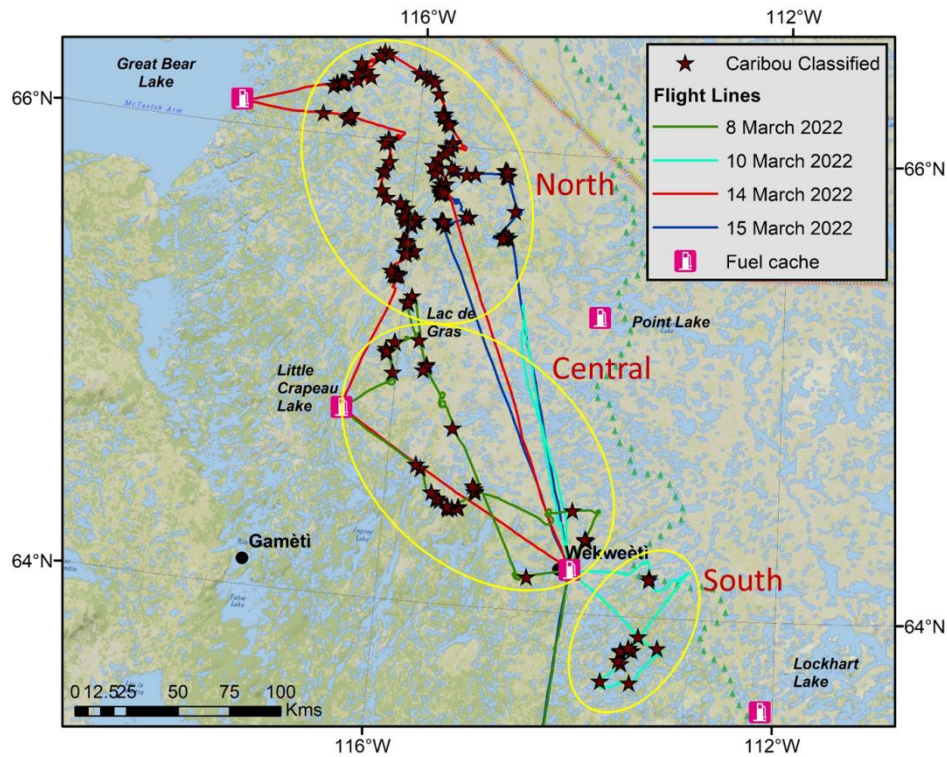 116°W
112°W
Great Bear
Lake
McTavish Arm
66°N
66°N
Caribou Classified
Flight Lines
8 March 2022
10 March 2022
14 March 2022
15 March 2022
Fuel cache
North
Lac de
Gras
Point Lake
Central
Little
Crapeau
Lake
Gamètì
Wekweètì
64°N
64°N
South
Faber
Lake
Lockhart
Lake
0 12.525 50 75 100
Kms
116°W
112°W